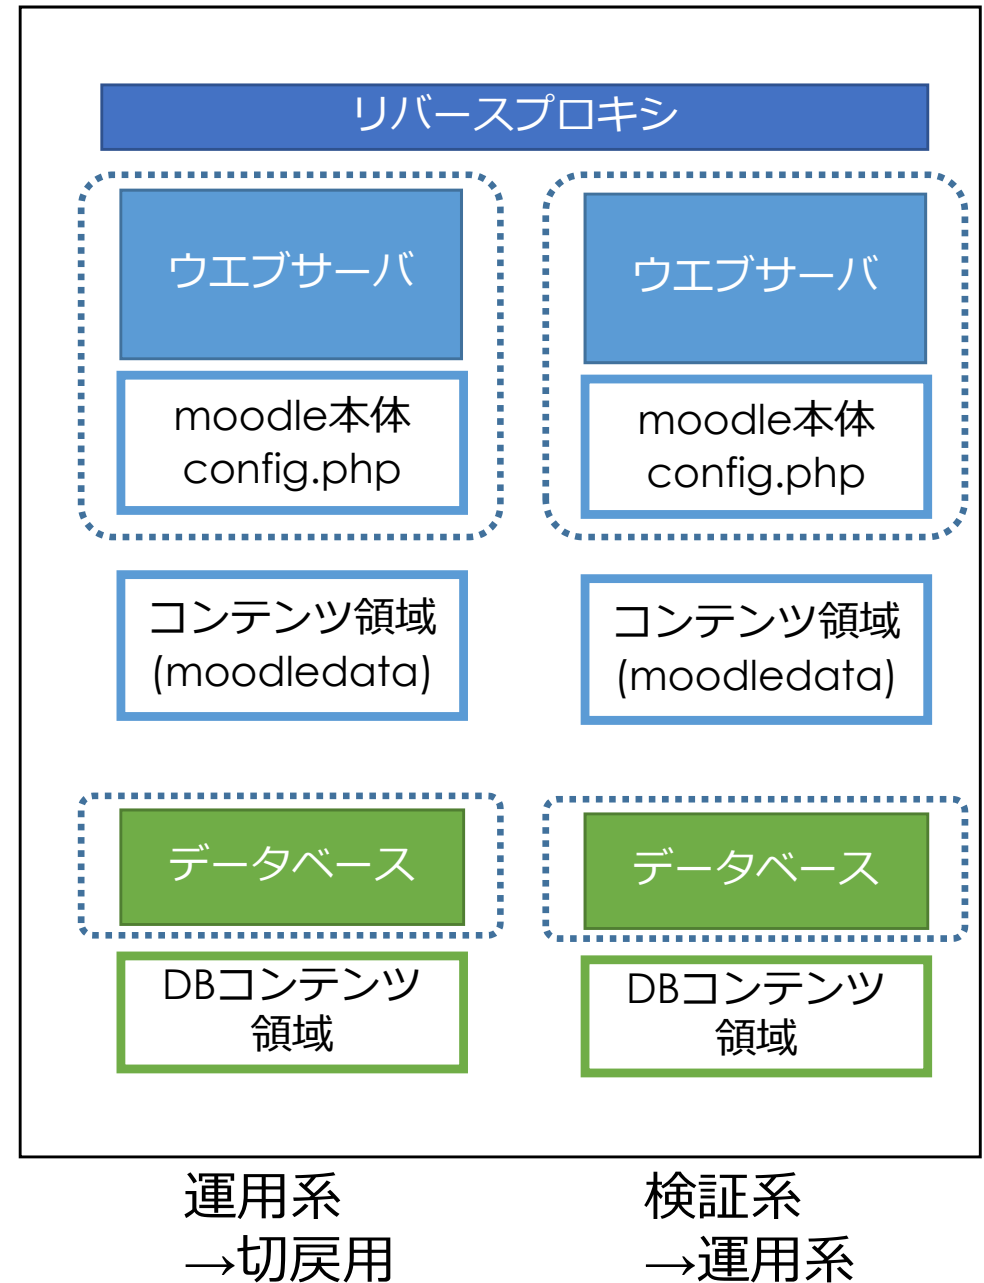 リバースプロキシ
ウエブサーバ
moodle本体
config.php
コンテンツ領域
(moodledata)
データベース
DBコンテンツ
領域
運用系
→切戻用
ウエブサーバ
moodle本体
config.php
コンテンツ領域
(moodledata)
データベース
DBコンテンツ
領域
検証系
→運用系